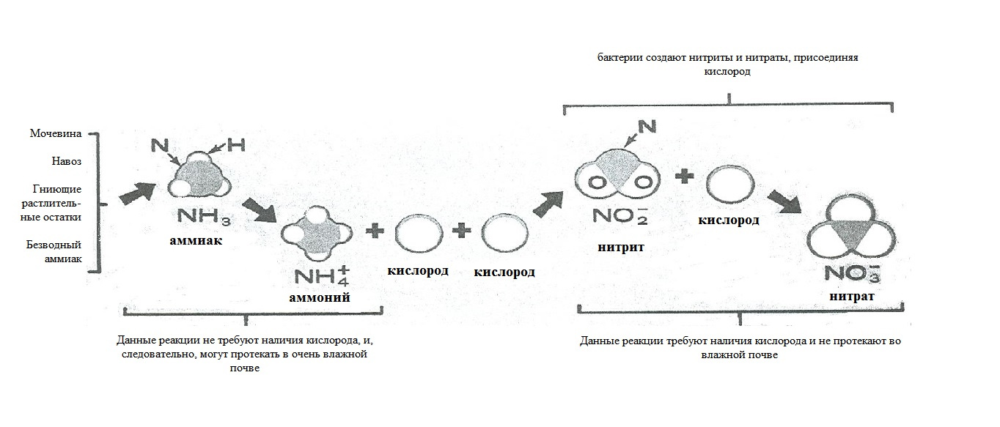 бактерии создают нитриты и нитраты, присоединяя
кислород
Мочевина
Навоз
Гниющие
растлитель-
ные остатки
Безводный
аммиак
N
H
NH3
аммиак
NH4+
аммоний
+
кислород
+
кислород
N
O O
NO2-
нитрит
+
кислород
NO3-
нитрат
Данные реакции не требуют наличия кислорода, и,
следовательно, могут протекать в очень влажной
почве
Данные реакции требуют наличия кислорода и не протекают во
влажной почве